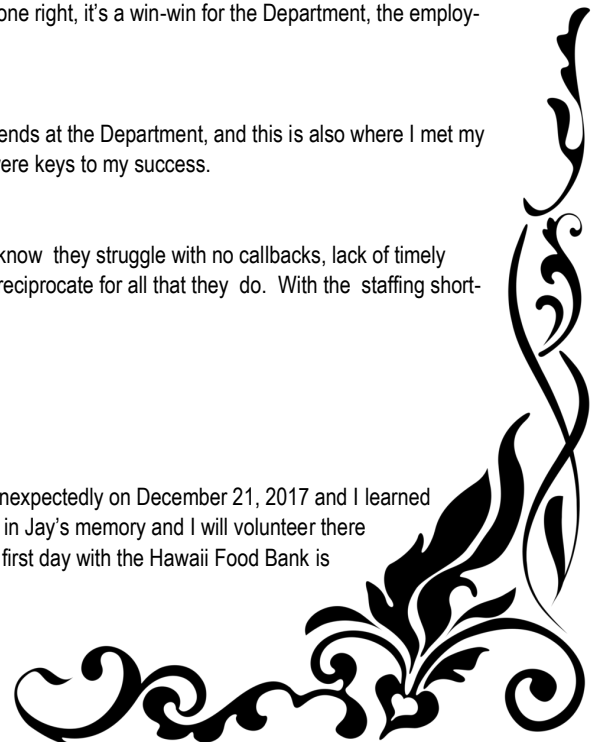 one right, it’s a win-win for the Department, the employ-
ends at the Department, and this is also where I met my
vere keys to my success.
know they struggle with no callbacks, lack of timely
reciprocate for all that they do. With the staffing short-
nexpectedly on December 21, 2017 and I learned
in Jay’s memory and I will volunteer there
first day with the Hawaii Food Bank is